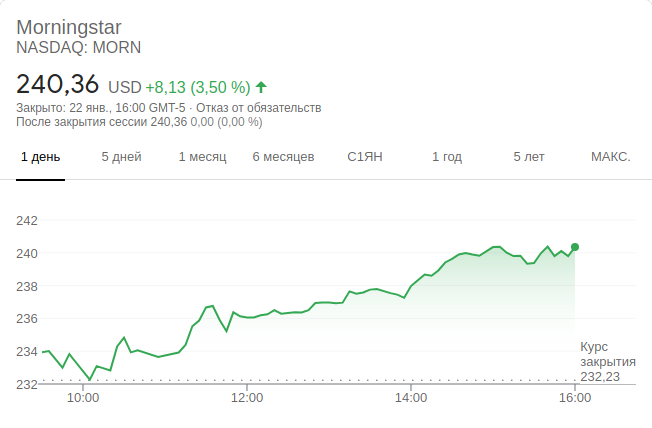 Morningstar
NASDAQ: MORN
240,36 USD +8,13 (3,50 %)
Закрыто: 22 янв., 16:00 GMT-5 · Отказ от обязательств
После закрытия сессии 240,36 0,00 (0,00 %)
1 день 5 дней 1 месяц 6 месяцев С1ЯН 1 год 5 лет МАКС.
242
240
238
236
234
232
Курс
закрытия
232,23
10:00 12:00 14:00 16:00